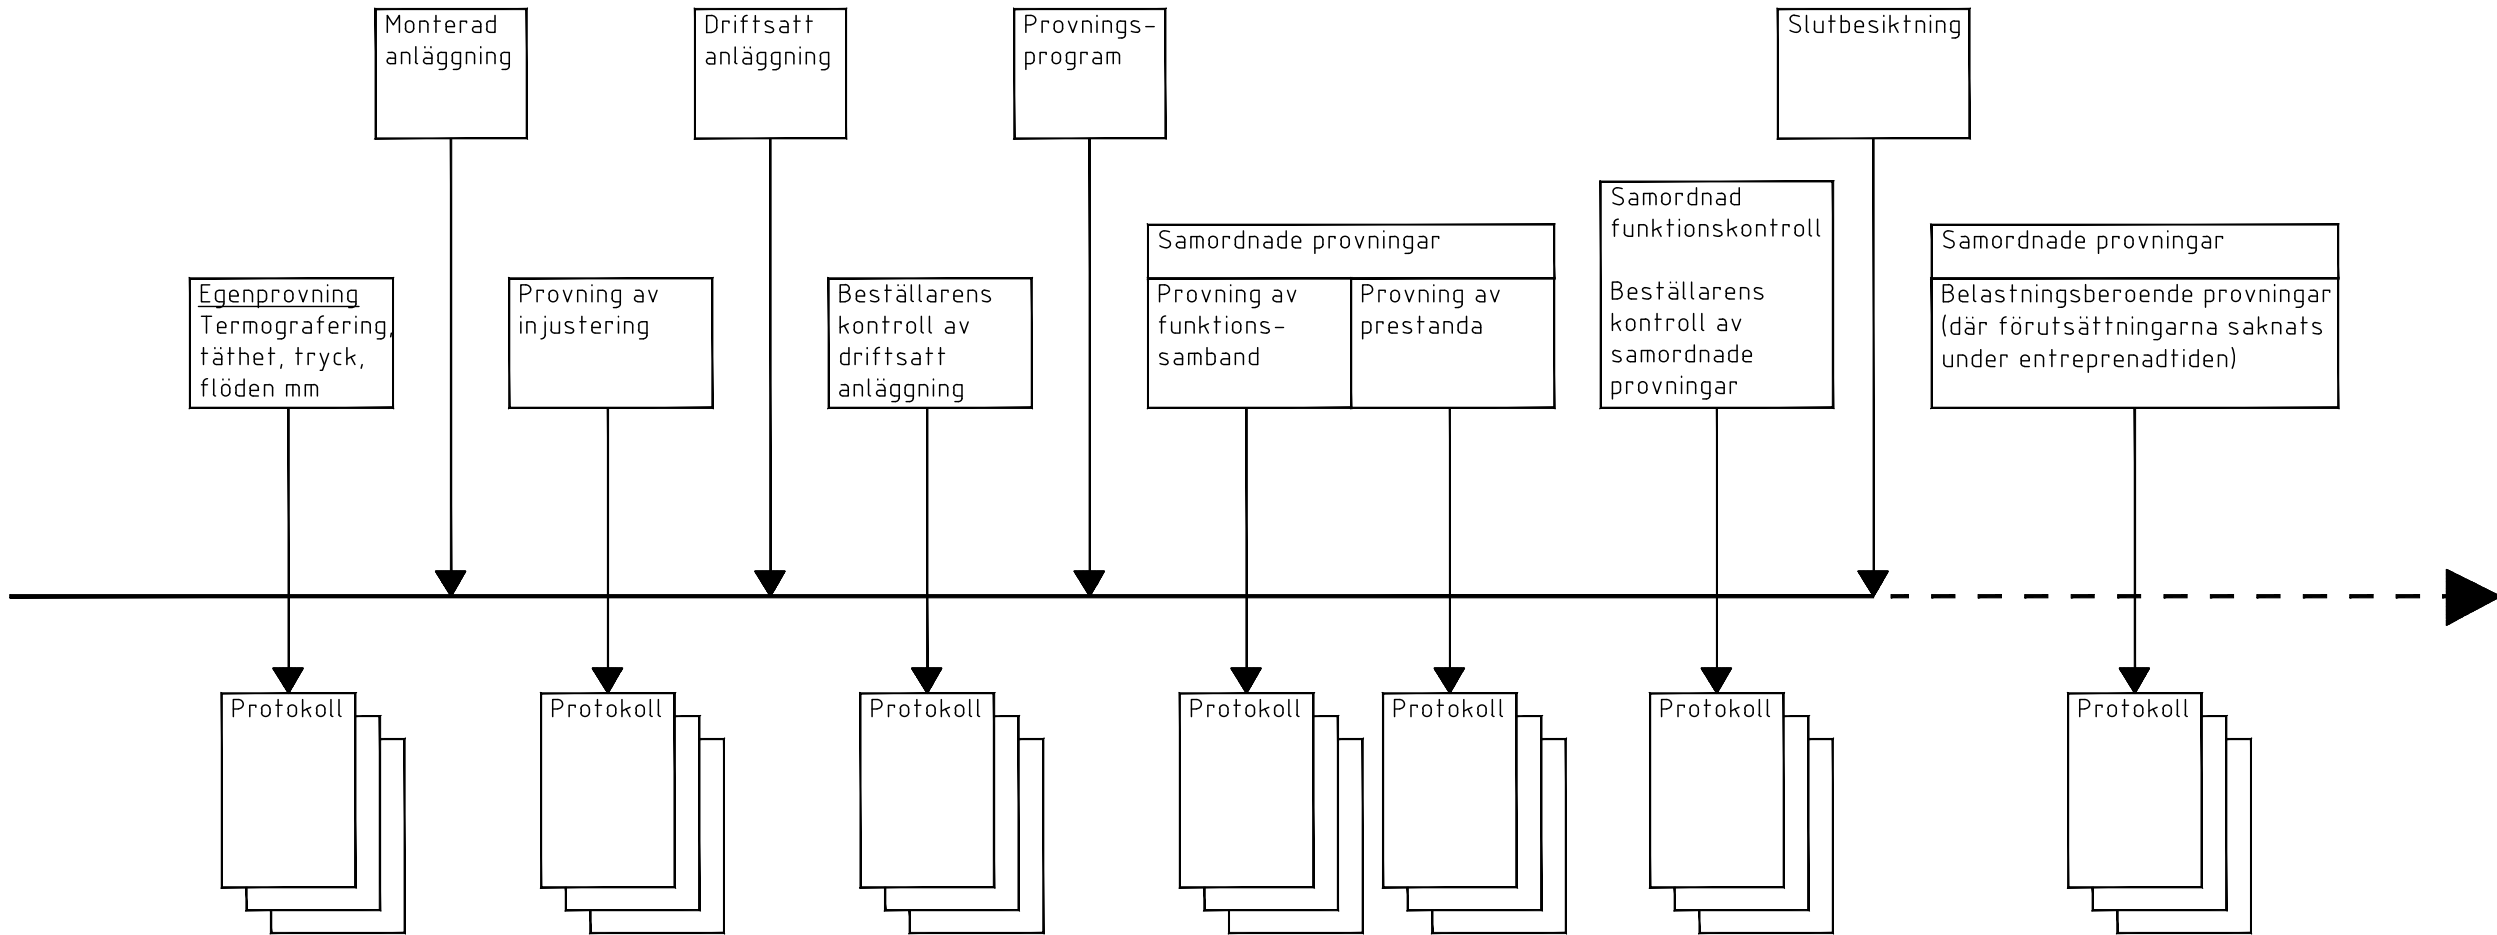 Monterad
anläggning
Driftsatt
anläggning
Provnings-
program
Slutbesiktning
Egenprovning
Termografering,
täthet, tryck,
flöden mm
Provning av
injustering
Beställarens
kontroll av
driftsatt
anläggning
Samordnade provningar
Provning av
funktions-
samband
Provning av
prestanda
Samordnad
funktionskontroll
Beställarens
kontroll av
samordnade
provningar
Samordnade provningar
Belastningsberoende provningar
(där förutsättningarna saknats
under entreprenadtiden)
Protokoll
Protokoll
Protokoll
Protokoll
Protokoll
Protokoll
Protokoll